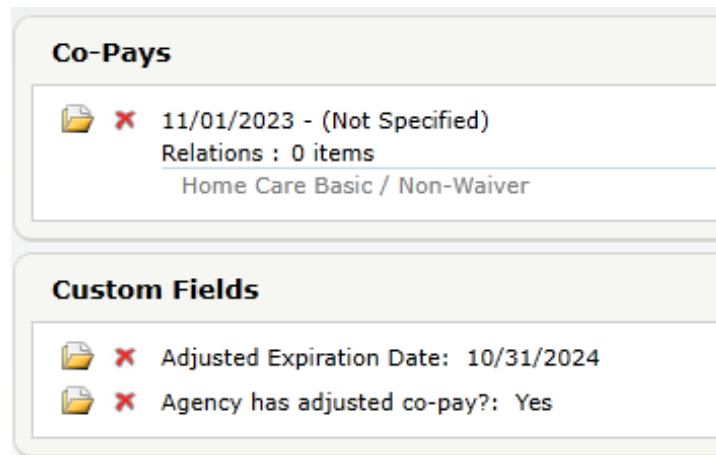 Co-Pays
11/01/2023 - (Not Specified)
Relations : 0 items
Home Care Basic / Non-Waiver
Custom Fields
Adjusted Expiration Date: 10/31/2024
Agency has adjusted co-pay?: Yes